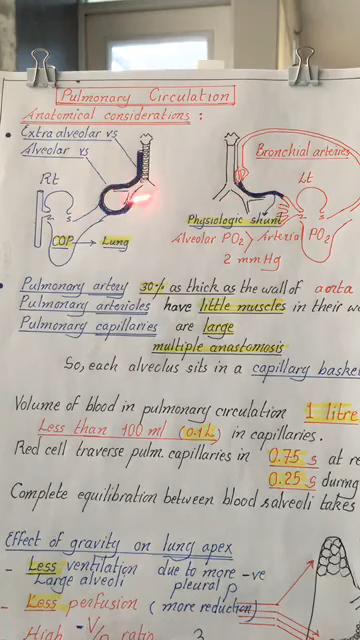 Pulmonary Circulation
Anatomical considerations :
Extra alveolar vs
Alveolar vs
Rt
COP → Lung
Bronchial arteries
Lt
Physiologic shunt
Alveolar PO2 > Arterial PO2
2 mmHg
Pulmonary artery 30% as thick as the wall of aorta
Pulmonary arterioles have little muscles in their
Pulmonary capillaries are large
multiple anastomosis
So, each alveolus sits in a capillary basket
Volume of blood in pulmonary circulation 1 litre
Less than 100 ml (0.1 L) in capillaries.
Red cell traverse pulm. capillaries in 0.75 s at
0.25 s during
Complete equilibration between blood & alveoli takes
Effect of gravity on lung apex
- Less ventilation due to more -ve
Large alveoli pleural p
- Less perfusion (more reduction)
- High V/p ratio